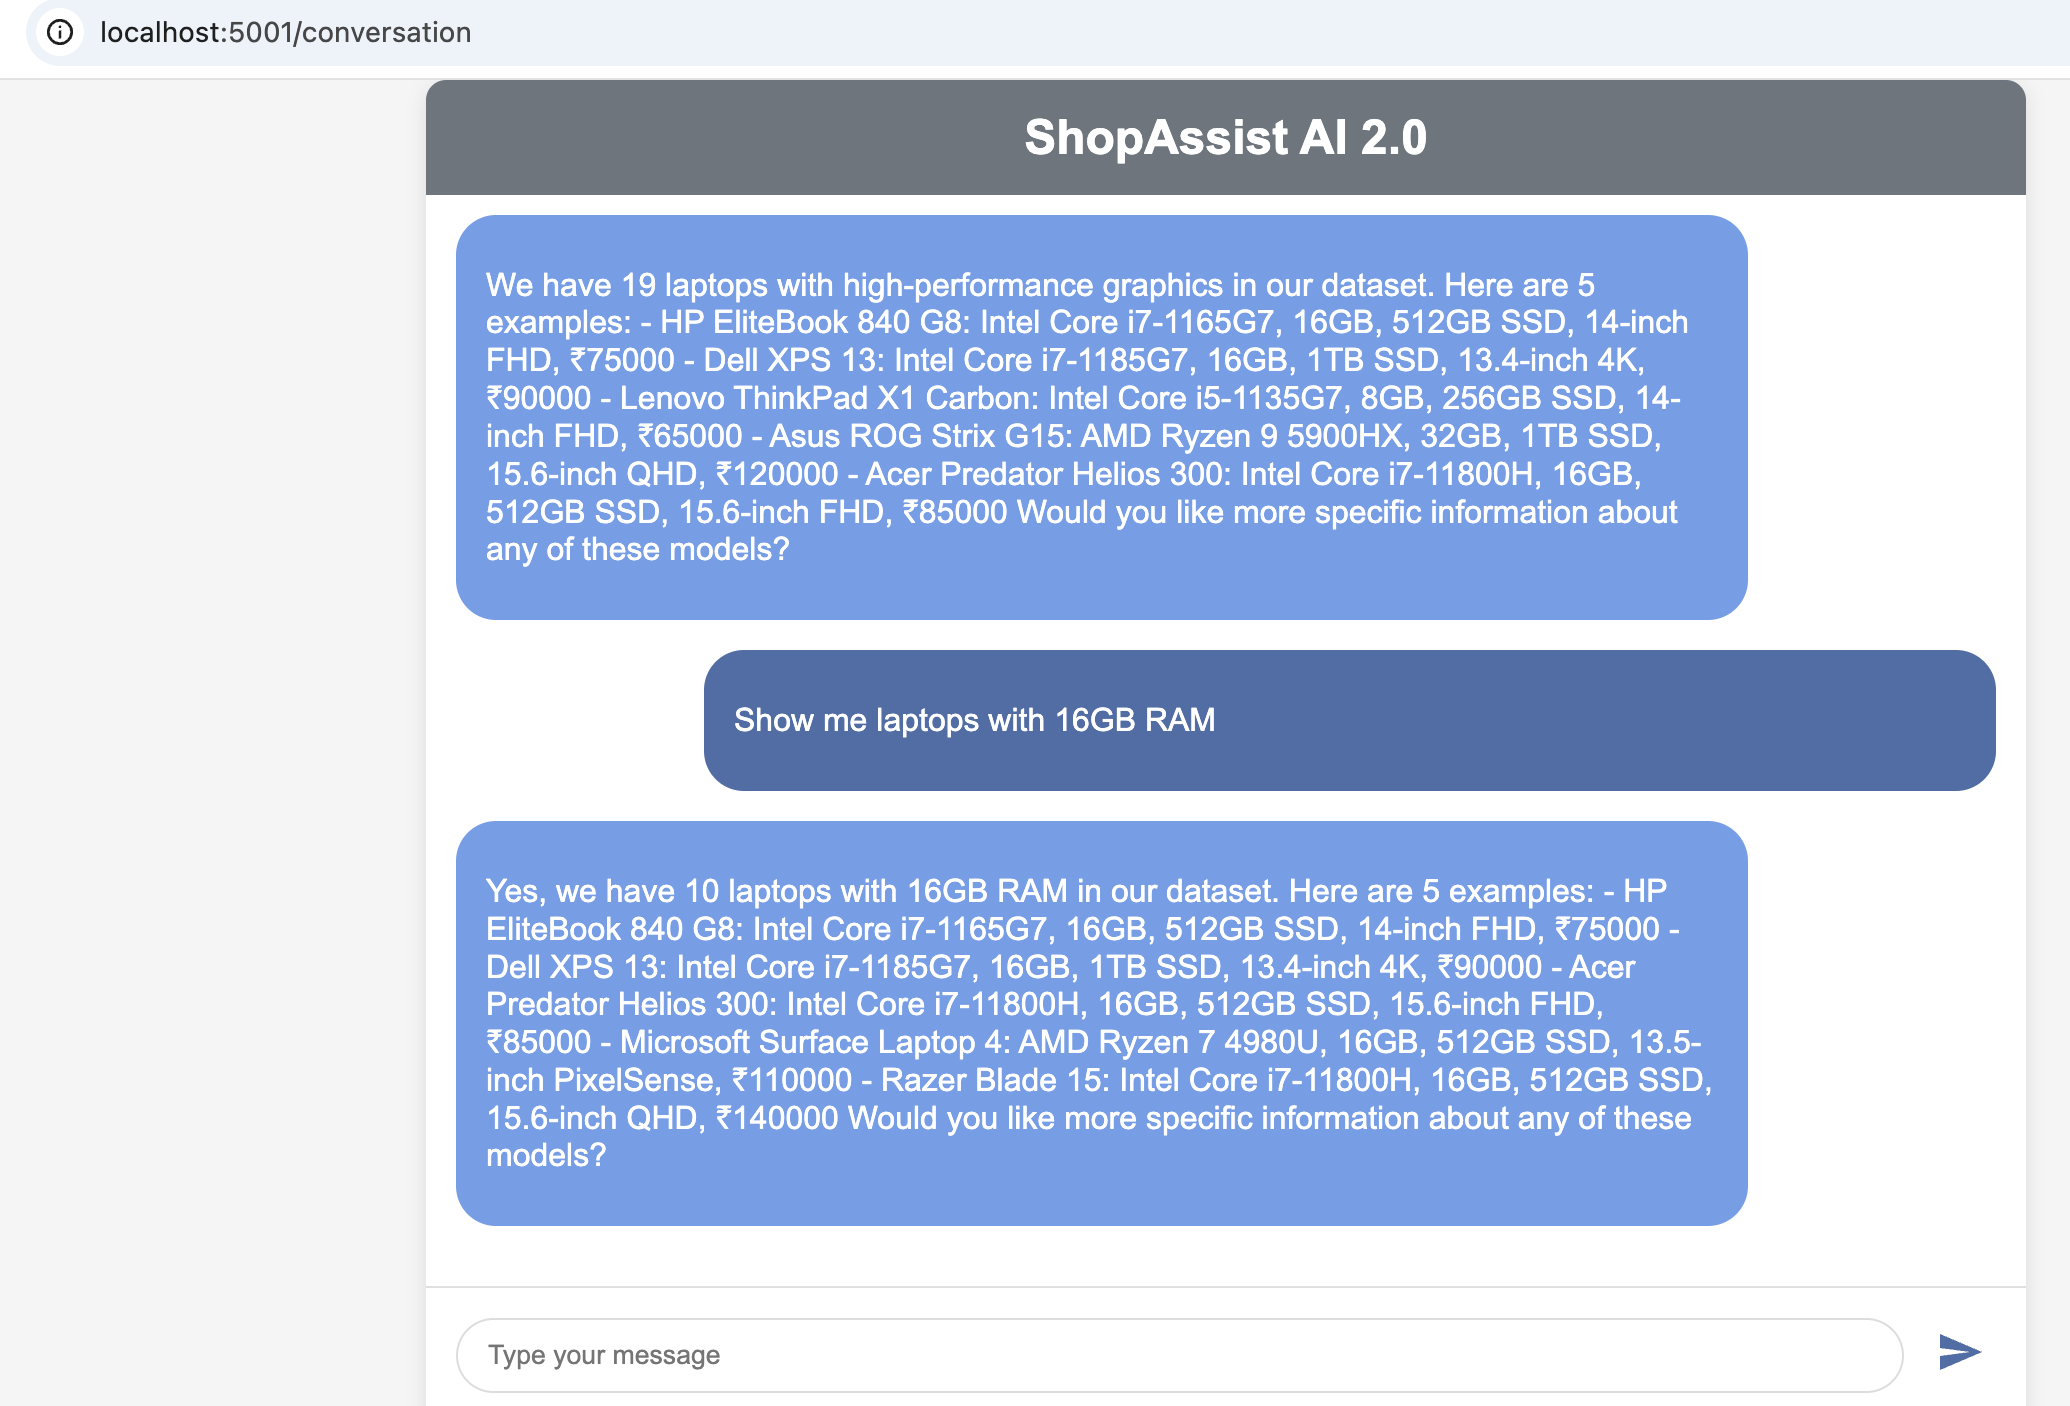 localhost:5001/conversation
ShopAssist AI 2.0
We have 19 laptops with high-performance graphics in our dataset. Here are 5
examples: - HP EliteBook 840 G8: Intel Core i7-1165G7, 16GB, 512GB SSD, 14-inch
FHD, ₹75000 - Dell XPS 13: Intel Core i7-1185G7, 16GB, 1TB SSD, 13.4-inch 4K,
₹90000 - Lenovo ThinkPad X1 Carbon: Intel Core i5-1135G7, 8GB, 256GB SSD, 14-
inch FHD, ₹65000 - Asus ROG Strix G15: AMD Ryzen 9 5900HX, 32GB, 1TB SSD,
15.6-inch QHD, ₹120000 - Acer Predator Helios 300: Intel Core i7-11800H, 16GB,
512GB SSD, 15.6-inch FHD, ₹85000 Would you like more specific information about
any of these models?
Show me laptops with 16GB RAM
Yes, we have 10 laptops with 16GB RAM in our dataset. Here are 5 examples: - HP
EliteBook 840 G8: Intel Core i7-1165G7, 16GB, 512GB SSD, 14-inch FHD, ₹75000 -
Dell XPS 13: Intel Core i7-1185G7, 16GB, 1TB SSD, 13.4-inch 4K, ₹90000 - Acer
Predator Helios 300: Intel Core i7-11800H, 16GB, 512GB SSD, 15.6-inch FHD,
₹85000 - Microsoft Surface Laptop 4: AMD Ryzen 7 4980U, 16GB, 512GB SSD, 13.5-
inch PixelSense, ₹110000 - Razer Blade 15: Intel Core i7-11800H, 16GB, 512GB SSD,
15.6-inch QHD, ₹140000 Would you like more specific information about any of these
models?
Type your message